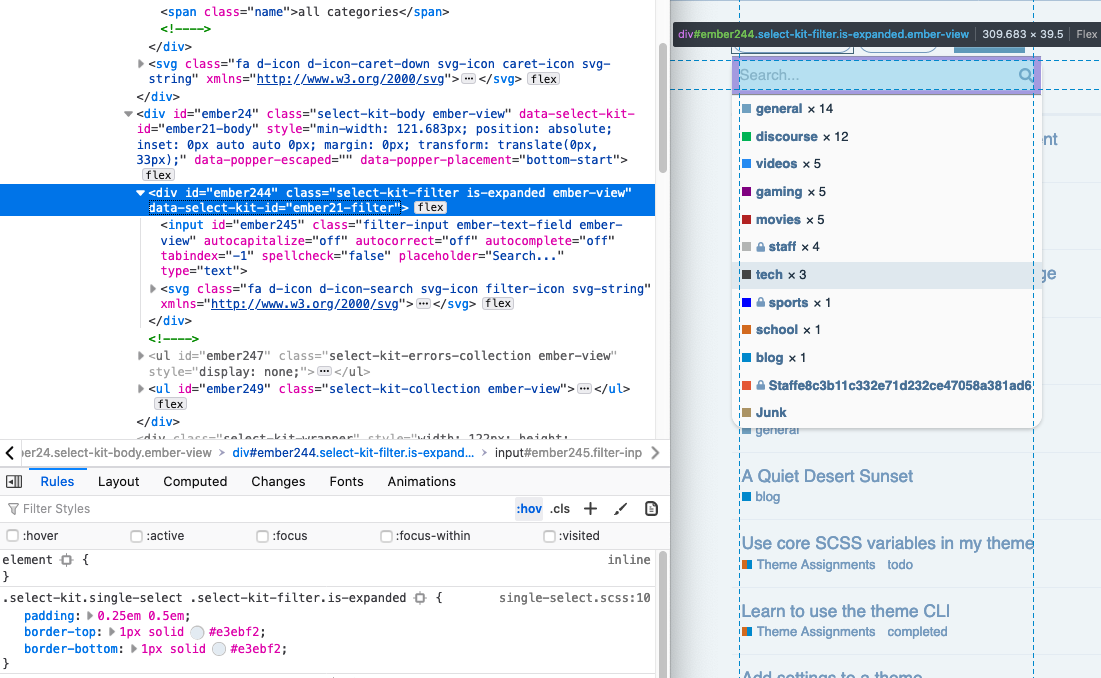 <span class="name">all categories</span>
<!---->
</div>
<svg class="fa d-icon d-icon-caret-down svg-icon caret-icon svg-
string" xmlns="http://www.w3.org/2000/svg">⋯</svg> flex
</div>
<div id="ember24" class="select-kit-body ember-view" data-select-kit-
id="ember21-body" style="min-width: 121.683px; position: absolute;
inset: 0px auto auto 0px; margin: 0px; transform: translate(0px,
33px);" data-popper-escaped="" data-popper-placement="bottom-start">
flex
<div id="ember244" class="select-kit-filter is-expanded ember-view"
data-select-kit-id="ember21-filter"> flex
<input id="ember245" class="filter-input ember-text-field ember-
view" autocapitalize="off" autocorrect="off" autocomplete="off"
tabindex="-1" spellcheck="false" placeholder="Search..."
type="text">
<svg class="fa d-icon d-icon-search svg-icon filter-icon svg-string"
xmlns="http://www.w3.org/2000/svg">⋯</svg> flex
</div>
<!---->
<ul id="ember247" class="select-kit-errors-collection ember-view"
style="display: none;">⋯</ul>
<ul id="ember249" class="select-kit-collection ember-view">⋯</ul>
flex
</div>
<div class="select-kit-wrapper" style="width: 122px; height:
er24.select-kit-body.ember-view > div#ember244.select-kit-filter.is-expand... > input#ember245.filter-inp
Rules Layout Computed Changes Fonts Animations
Filter Styles :hov .cls
:hover :active :focus :focus-within :visited
element { inline
}
.select-kit.single-select .select-kit-filter.is-expanded { single-select.scss:10
padding: 0.25em 0.5em;
border-top: 1px solid #e3ebf2;
border-bottom: 1px solid #e3ebf2;
}
div#ember244.select-kit-filter.is-expanded.ember-view 309.683 × 39.5 Flex
Search...
general × 14
discourse × 12
ent
videos × 5
gaming × 5
movies × 5
staff × 4
tech × 3
ge
sports × 1
school × 1
blog × 1
Staffe8c3b11c332e71d232ce47058a381ad6
Junk
general
A Quiet Desert Sunset
blog
Use core SCSS variables in my theme
Theme Assignments todo
Learn to use the theme CLI
Theme Assignments completed
Add settings to a theme